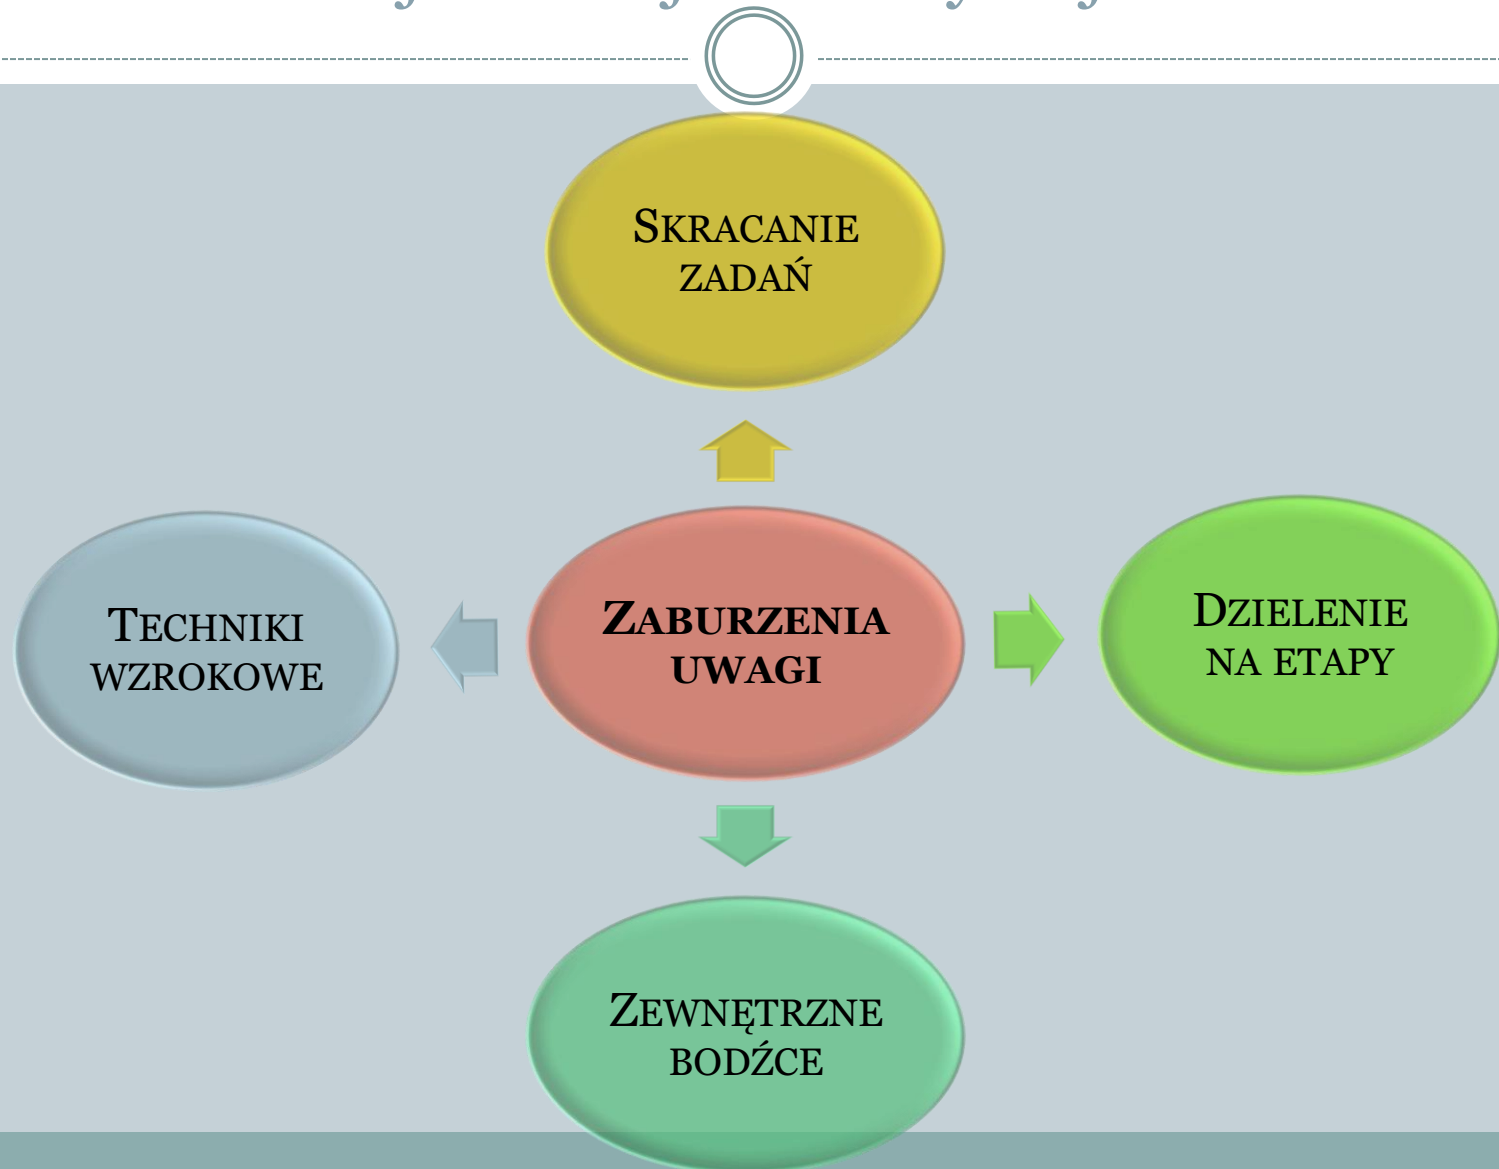 SKRACANIE
ZADAŃ
TECHNIKI
WZROKOWE
ZABURZENIA
UWAGI
DZIELENIE
NA ETAPY
ZEWNĘTRZNE
BODŹCE